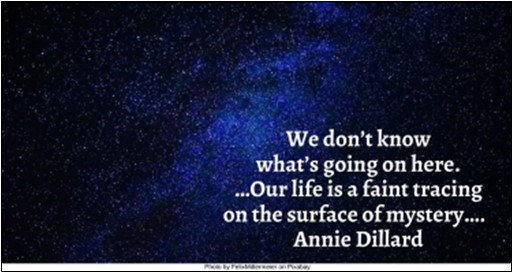 We don't know
what's going on here.
...Our life is a faint tracing
on the surface of mystery....
Annie Dillard
Photo by FelixMittermeier on Pixabay